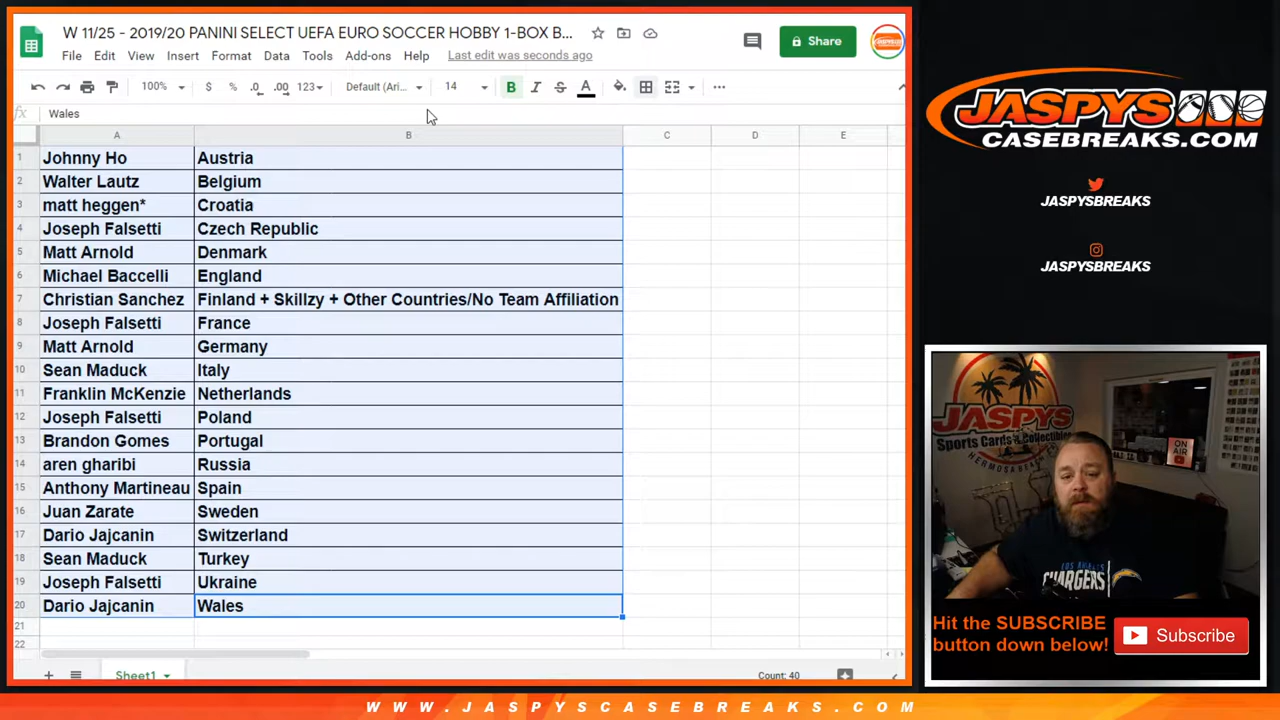 W 11/25 - 2019/20 PANINI SELECT UEFA EURO SOCCER HOBBY 1-BOX B...
File Edit View Insert Format Data Tools Add-ons Help Last edit was seconds ago
Share
100% $ % .0 .00 123 Default (Ari... 14 B I S A
fx Wales
A B C D E
1 Johnny Ho Austria
2 Walter Lautz Belgium
3 matt heggen* Croatia
4 Joseph Falsetti Czech Republic
5 Matt Arnold Denmark
6 Michael Baccelli England
7 Christian Sanchez Finland + Skillzy + Other Countries/No Team Affiliation
8 Joseph Falsetti France
9 Matt Arnold Germany
10 Sean Maduck Italy
11 Franklin McKenzie Netherlands
12 Joseph Falsetti Poland
13 Brandon Gomes Portugal
14 aren gharibi Russia
15 Anthony Martineau Spain
16 Juan Zarate Sweden
17 Dario Jajcanin Switzerland
18 Sean Maduck Turkey
19 Joseph Falsetti Ukraine
20 Dario Jajcanin Wales
21
22
Sheet1 Count: 40
JASPYS
CASEBREAKS.COM
JASPYSBREAKS
JASPYSBREAKS
JASPYS
Sports Cards & Collectibles
HERMOSA BEACH
ON
AIR
LOS ANGELES
CHARGERS
Hit the SUBSCRIBE
button down below!
Subscribe
WWW.JASPYSCASEBREAKS.COM